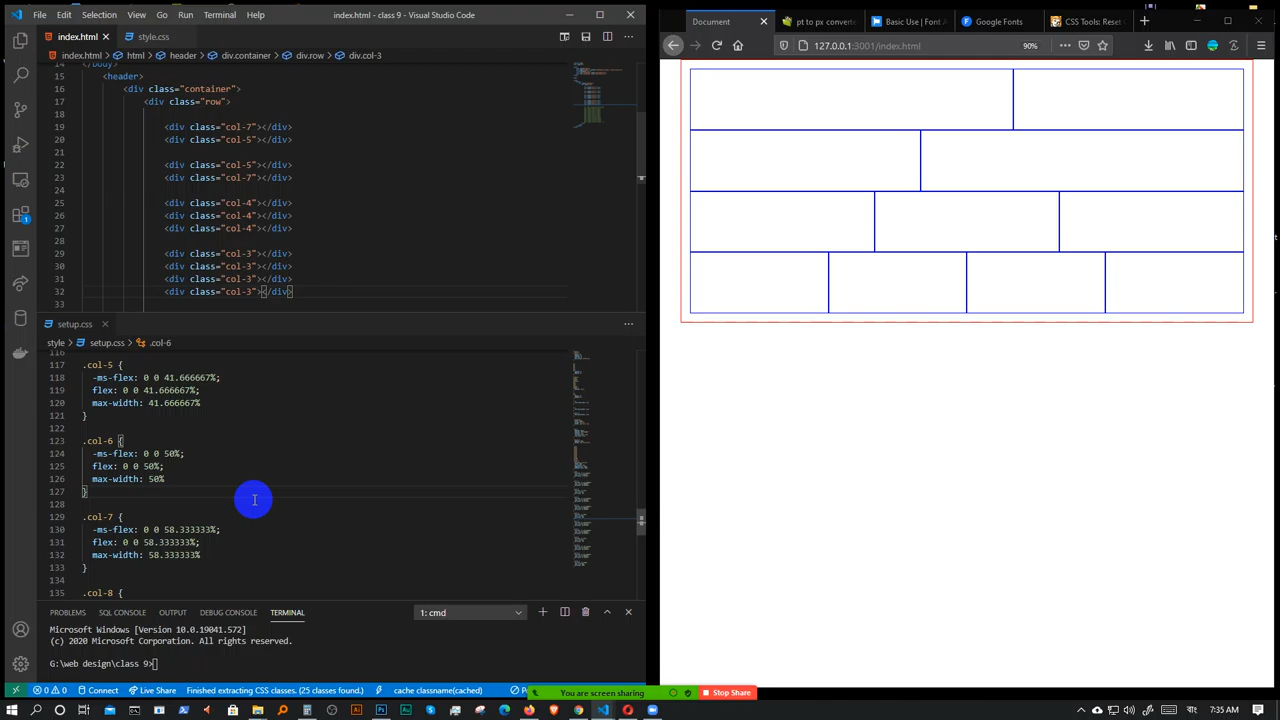 File Edit Selection View Go Run Terminal Help index.html - class 9 - Visual Studio Code
index.html style.css
index.html > html > header > div.container > div.row > div.col-3
14 </body>
15 <header>
16 <div class="container">
17 <div class="row">
18
19 <div class="col-7"></div>
20 <div class="col-5"></div>
21
22 <div class="col-5"></div>
23 <div class="col-7"></div>
24
25 <div class="col-4"></div>
26 <div class="col-4"></div>
27 <div class="col-4"></div>
28
29 <div class="col-3"></div>
30 <div class="col-3"></div>
31 <div class="col-3"></div>
32 <div class="col-3"></div>
33
setup.css
style > setup.css > .col-6
116
117 .col-5 {
118 -ms-flex: 0 0 41.666667%;
119 flex: 0 0 41.666667%;
120 max-width: 41.666667%
121 }
122
123 .col-6 {
124 -ms-flex: 0 0 50%;
125 flex: 0 0 50%;
126 max-width: 50%
127 }
128
129 .col-7 {
130 -ms-flex: 0 0 58.333333%;
131 flex: 0 0 58.333333%;
132 max-width: 58.333333%
133 }
134
135 .col-8 {
PROBLEMS SQL CONSOLE OUTPUT DEBUG CONSOLE TERMINAL 1: cmd
Microsoft Windows [Version 10.0.19041.572]
(c) 2020 Microsoft Corporation. All rights reserved.
G:\web design\class 9>
0 0 Connect Live Share Finished extracting CSS classes. (25 classes found.) cache classname(cached)
You are screen sharing Stop Share
Document pt to px converte Basic Use | Font A Google Fonts CSS Tools: Reset C
127.0.0.1:3001/index.html 90%
7:35 AM